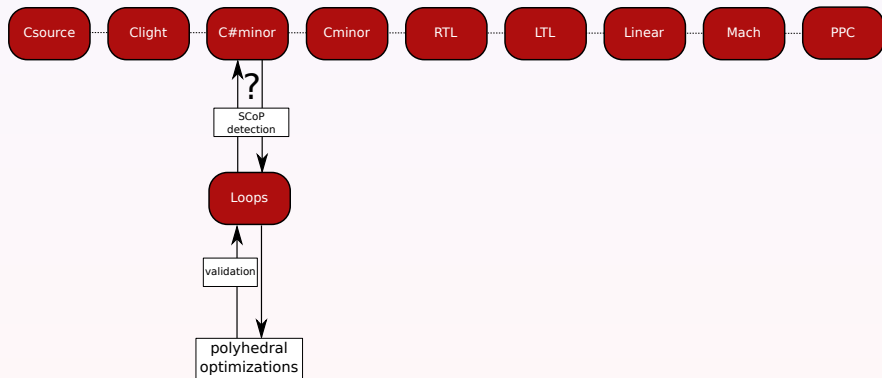 Csource
Clight
C#minor
Cminor
RTL
LTL
Linear
Mach
PPC
?
SCoP
detection
Loops
validation
polyhedral
optimizations